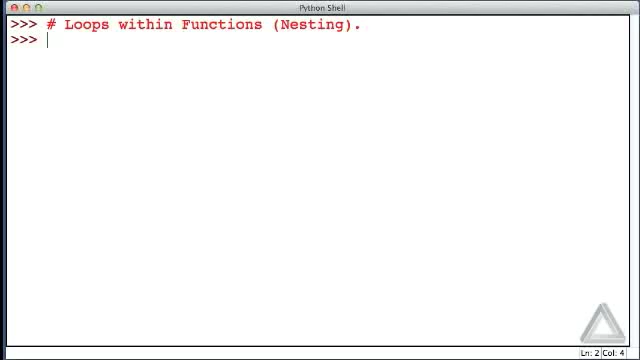 Python Shell
>>> # Loops within Functions (Nesting).
>>>
Ln: 2 Col: 4